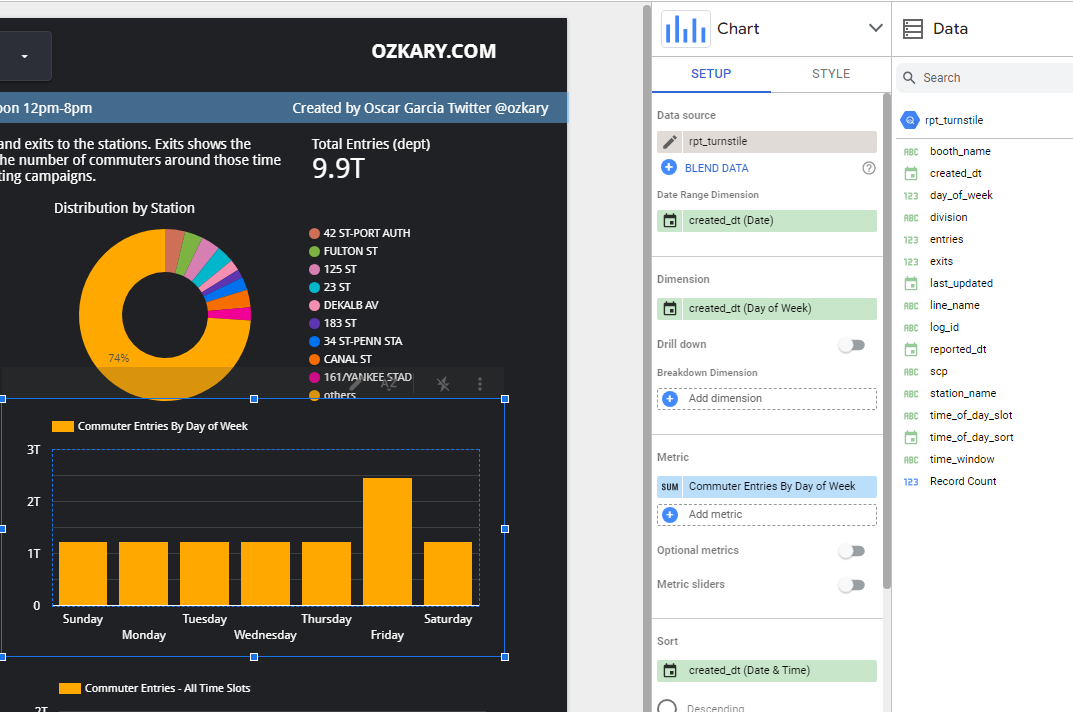 OZKARY.COM
oon 12pm-8pm
Created by Oscar Garcia Twitter @ozkary
and exits to the stations. Exits shows the
he number of commuters around those time
ting campaigns.
Total Entries (dept)
9.9T
Distribution by Station
74%
42 ST-PORT AUTH
FULTON ST
125 ST
23 ST
DEKALB AV
183 ST
34 ST-PENN STA
CANAL ST
161/YANKEE STAD
others
AZ
Commuter Entries By Day of Week
3T
2T
1T
0
Sunday
Monday
Tuesday
Wednesday
Thursday
Friday
Saturday
Commuter Entries - All Time Slots
2T
Chart
SETUP
STYLE
Data source
rpt_turnstile
BLEND DATA
Date Range Dimension
created_dt (Date)
Dimension
created_dt (Day of Week)
Drill down
Breakdown Dimension
Add dimension
Metric
SUM Commuter Entries By Day of Week
Add metric
Optional metrics
Metric sliders
Sort
created_dt (Date & Time)
Descending
Data
Search
rpt_turnstile
ABC booth_name
created_dt
123 day_of_week
ABC division
123 entries
123 exits
last_updated
ABC line_name
ABC log_id
reported_dt
ABC scp
ABC station_name
ABC time_of_day_slot
time_of_day_sort
ABC time_window
123 Record Count